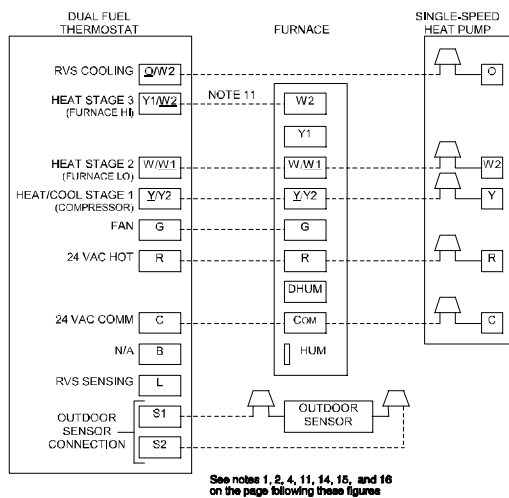 DUAL FUEL
THERMOSTAT
FURNACE
SINGLE-SPEED
HEAT PUMP
RVS COOLING O/W2 O
HEAT STAGE 3 Y1/W2 NOTE 11 W2
(FURNACE HI)
Y1
HEAT STAGE 2 W/W1 W/W1 W2
(FURNACE LO)
HEAT/COOL STAGE 1 Y/Y2 Y/Y2 Y
(COMPRESSOR)
FAN G G
24 VAC HOT R R R
DHUM
24 VAC COMM C COM C
N/A B HUM
RVS SENSING L
OUTDOOR
SENSOR
CONNECTION
S1
S2
OUTDOOR
SENSOR
See notes 1, 2, 4, 11, 14, 15, and 16
on the page following these figures